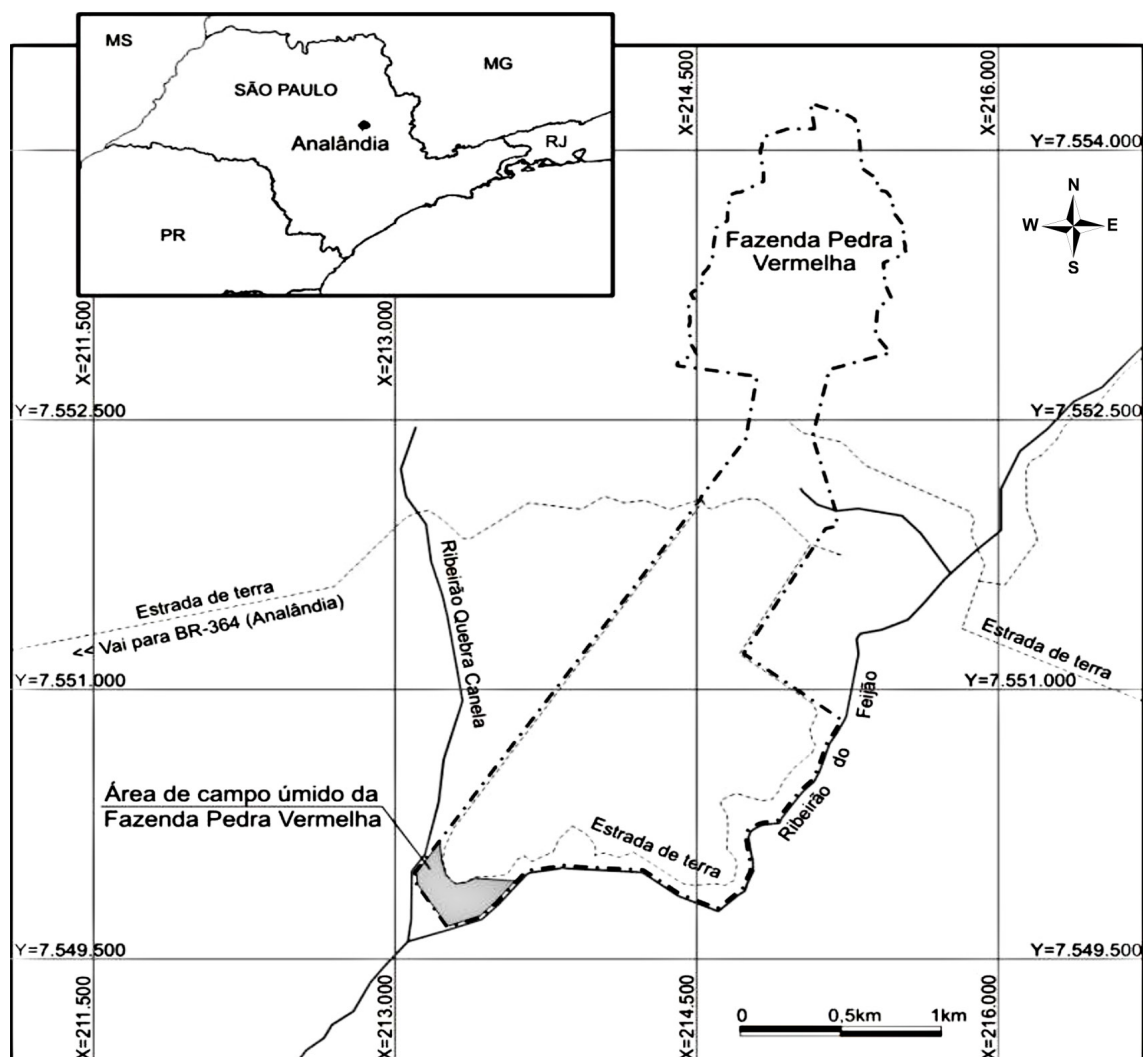 MS
MG
SÃO PAULO
Analândia
RJ
PR
X=214.500
X=216.000
Y=7.554.000
N
W
E
S
Fazenda Pedra
Vermelha
X=211.500
X=213.000
Y=7.552.500
Y=7.552.500
Ribeirão Quebra Canela
Estrada de terra
<< Vai para BR-364 (Analândia)
Estrada de terra
Y=7.551.000
Y=7.551.000
Ribeirão do Feijão
Área de campo úmido da
Fazenda Pedra Vermelha
Estrada de terra
Y=7.549.500
Y=7.549.500
X=211.500
X=213.000
X=214.500
X=216.000
0 0,5km 1km